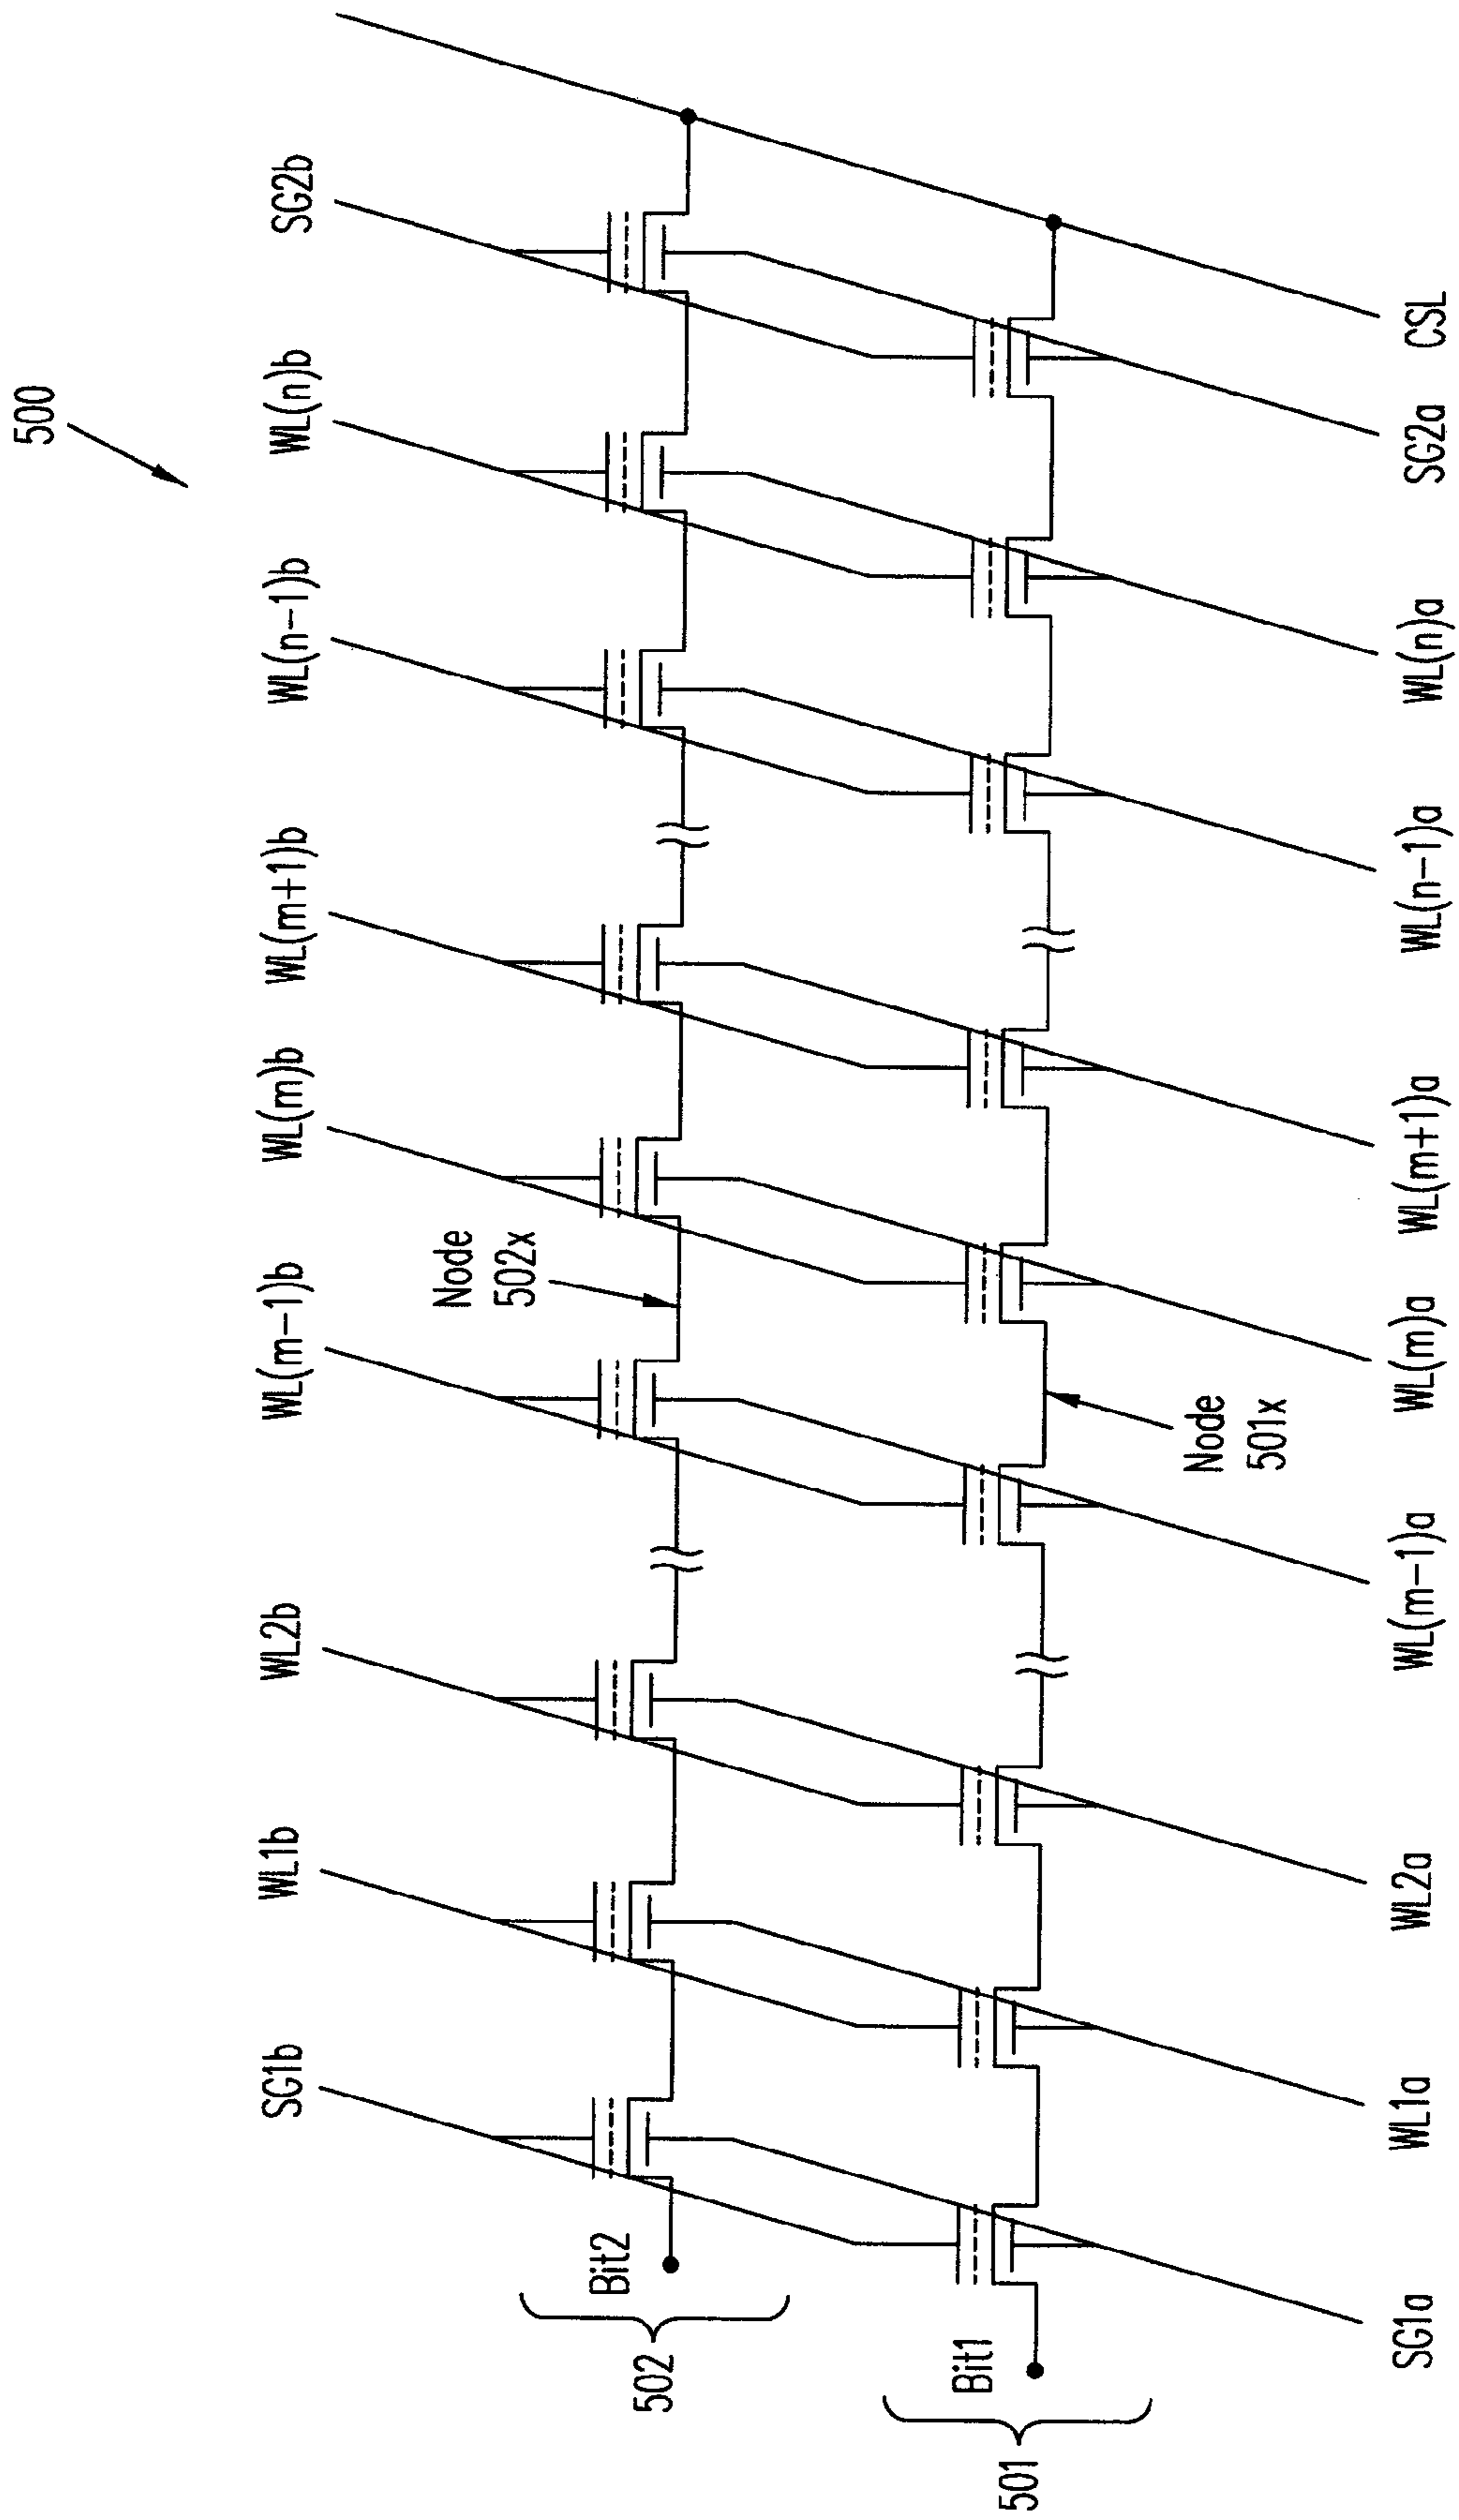 500
SG1b
WL1b
WL2b
WL(m-1)b
WL(m)b
WL(m+1)b
WL(n-1)b
WL(n)b
SG2b
Node
502x
Bit2
502
Bit1
501
Node
501x
SG1a
WL1a
WL2a
WL(m-1)a
WL(m)a
WL(m+1)a
WL(n-1)a
WL(n)a
SG2a
CSL